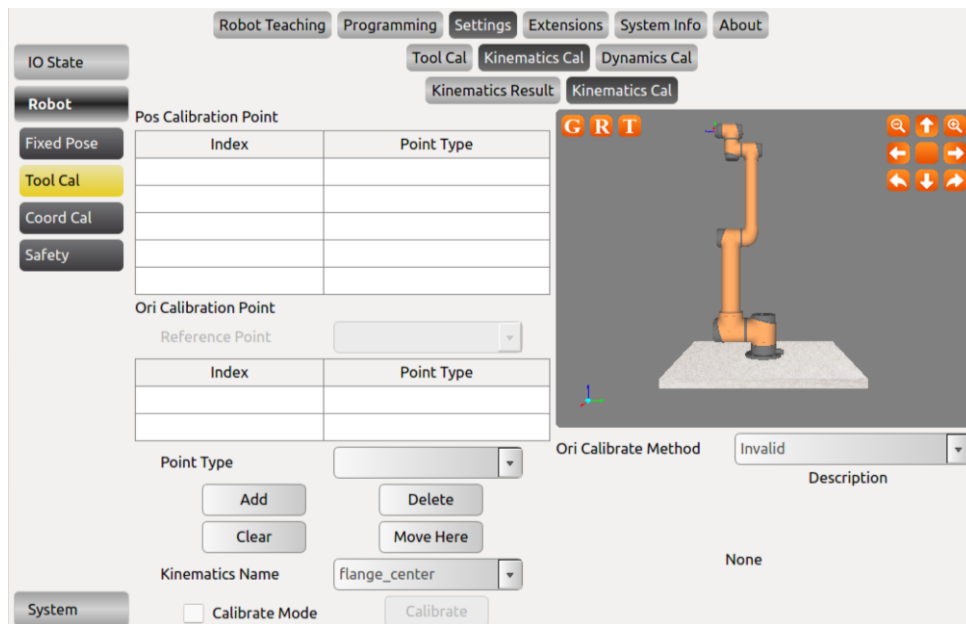 Robot Teaching Programming Settings Extensions System Info About
IO State
Robot
Fixed Pose
Tool Cal
Coord Cal
Safety
System
Tool Cal Kinematics Cal Dynamics Cal
Kinematics Result Kinematics Cal
Pos Calibration Point
Index Point Type
Ori Calibration Point
Reference Point
Index Point Type
Point Type
Add Delete
Clear Move Here
Kinematics Name flange_center
Calibrate Mode Calibrate
G R T
Ori Calibrate Method Invalid
Description
None